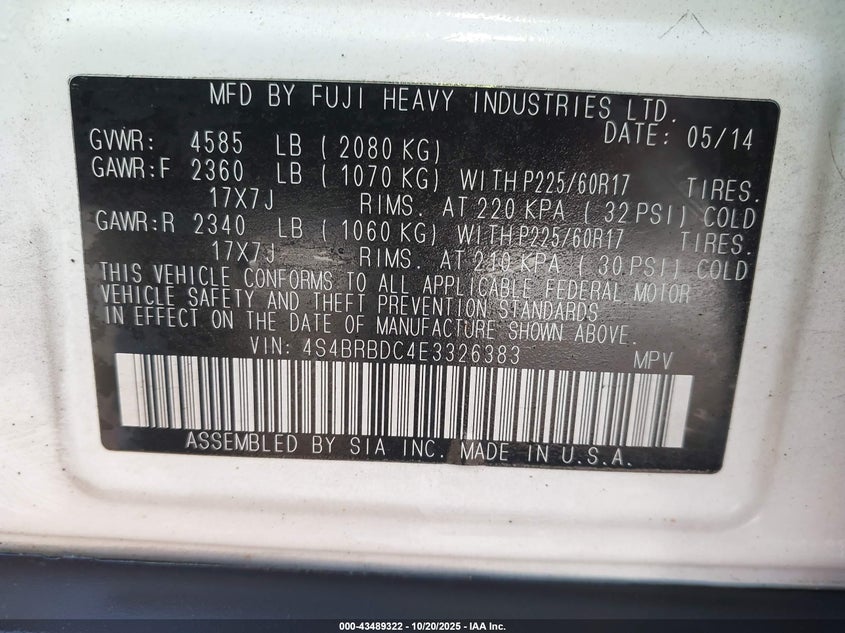 MFD BY FUJI HEAVY INDUSTRIES LTD.
DATE: 05/14
GVWR: 4585 LB (2080 KG)
GAWR:F 2360 LB (1070 KG) WITH P225/60R17 TIRES.
17X7J RIMS. AT 220 KPA (32 PSI) COLD
GAWR:R 2340 LB (1060 KG) WITH P225/60R17 TIRES.
17X7J RIMS. AT 210 KPA (30 PSI) COLD
THIS VEHICLE CONFORMS TO ALL APPLICABLE FEDERAL MOTOR
VEHICLE SAFETY AND THEFT PREVENTION STANDARDS
IN EFFECT ON THE DATE OF MANUFACTURE SHOWN ABOVE.
VIN: 4S4BRBDC4E3326383 MPV
ASSEMBLED BY SIA INC. MADE IN U.S.A.
000-43489322 | 10/20/2025 - IAA Inc.